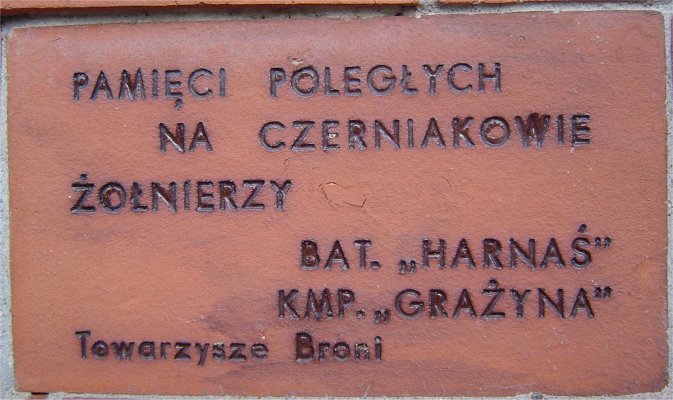 PAMIĘCI POLEGŁYCH
NA CZERNIAKOWIE
ŻOŁNIERZY
BAT. „HARNAŚ”
KMP. „GRAŻYNA”
Towarzysze Broni